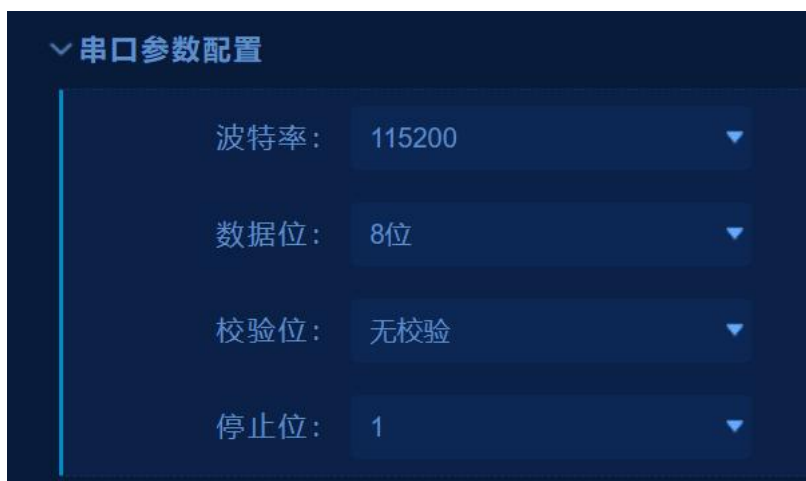 串口参数配置
波特率： 115200
数据位： 8位
校验位： 无校验
停止位： 1